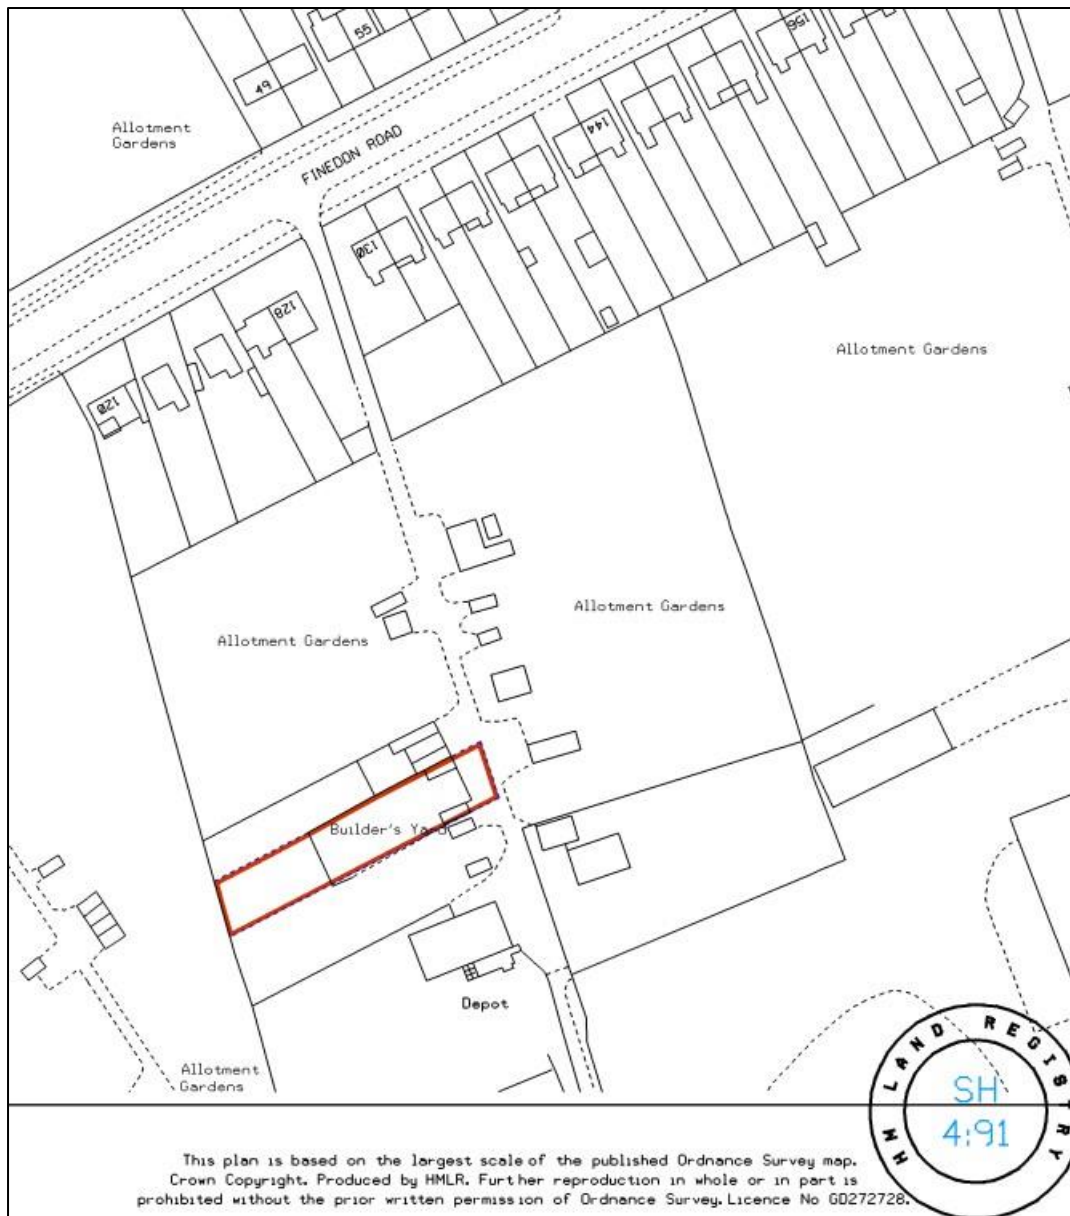 55
156
49
Allotment
Gardens
FINEDON ROAD
144
130
128
Allotment Gardens
120
Allotment Gardens
Allotment Gardens
Builder's Yard
Depot
Allotment
Gardens
HM LAND REGISTRY
SH
4:91
This plan is based on the largest scale of the published Ordnance Survey map.
Crown Copyright. Produced by HMLR. Further reproduction in whole or in part is
prohibited without the prior written permission of Ordnance Survey. Licence No GD272728.